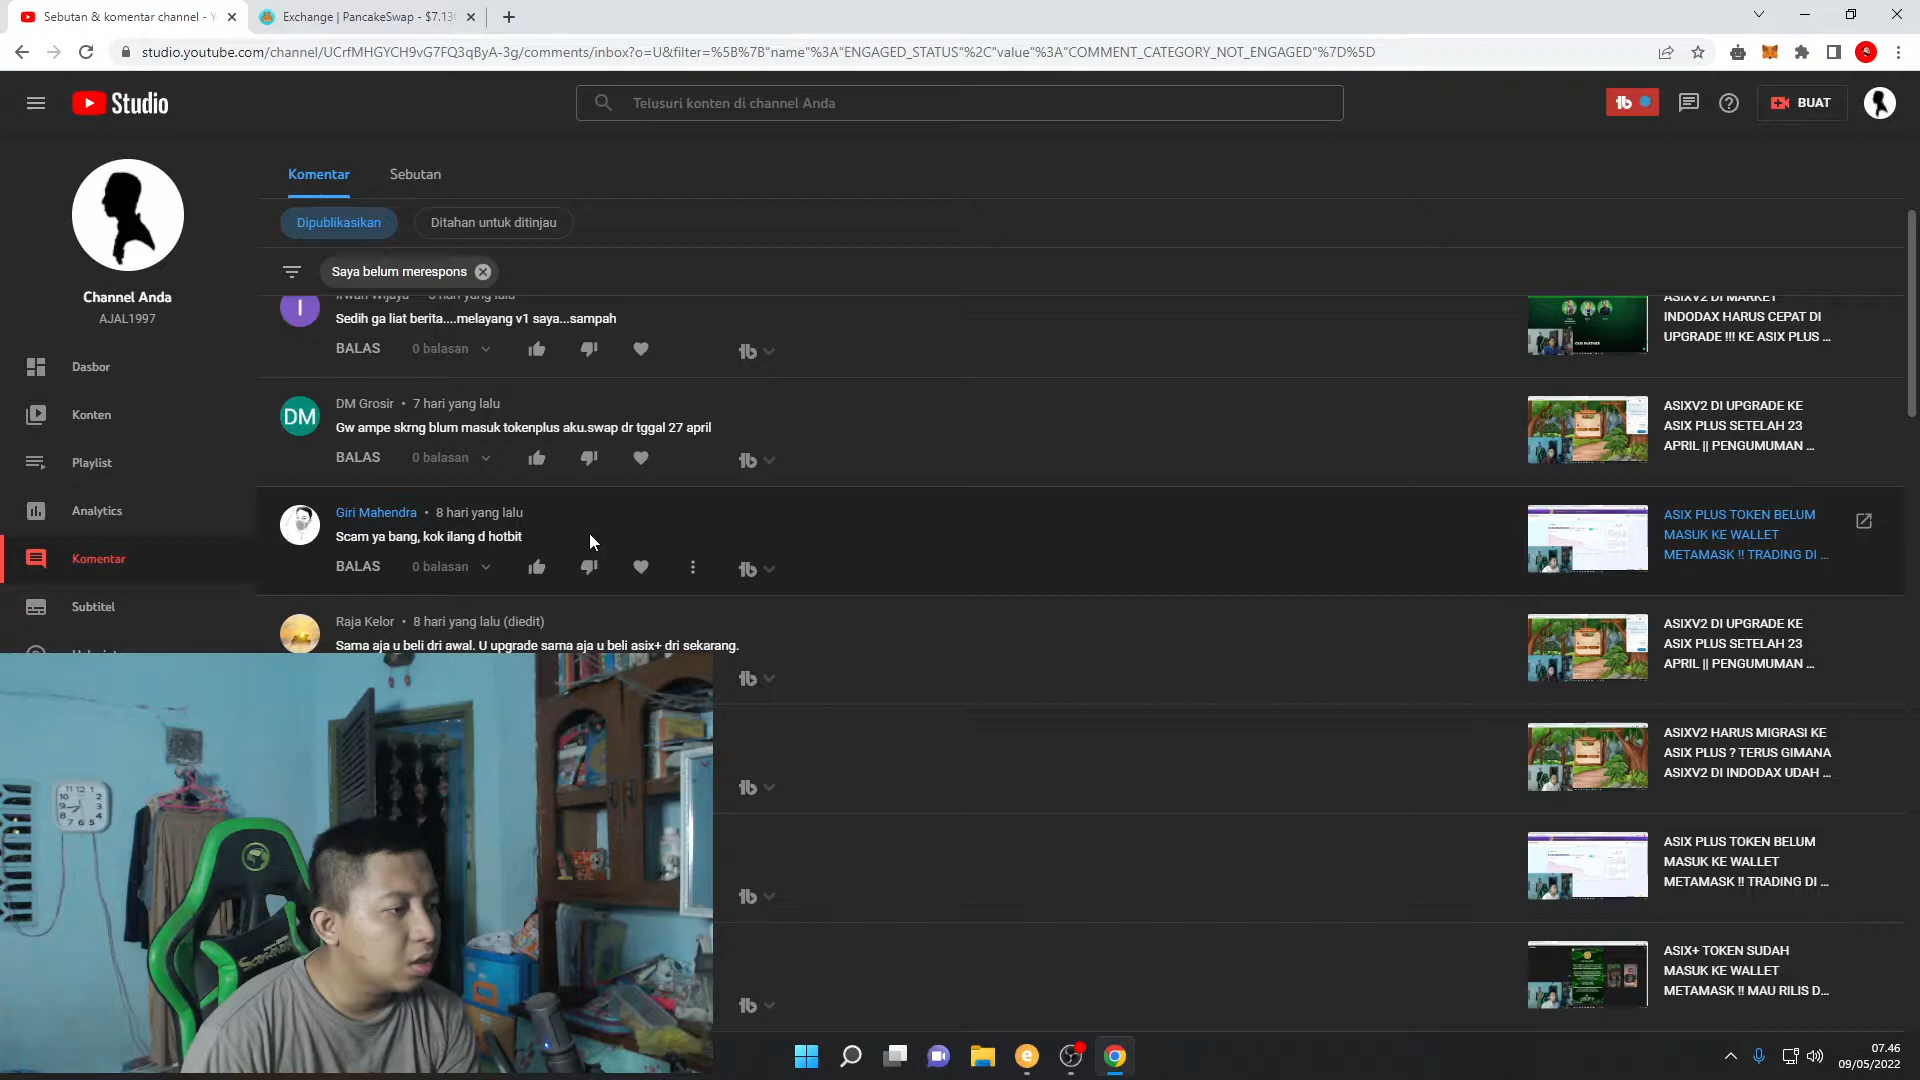 Sebutan & komentar channel - Y
Exchange | PancakeSwap - $7.130
studio.youtube.com/channel/UCrfMHGYCH9vG7FQ3qByA-3g/comments/inbox?o=U&filter=%5B%7B"name"%3A"ENGAGED_STATUS"%2C"value"%3A"COMMENT_CATEGORY_NOT_ENGAGED"%7D%5D
Studio
Telusuri konten di channel Anda
BUAT
Channel Anda
AJAL1997
Dasbor
Konten
Playlist
Analytics
Komentar
Subtitel
Komentar
Sebutan
Dipublikasikan
Ditahan untuk ditinjau
Saya belum merespons
Sedih ga liat berita....melayang v1 saya...sampah
BALAS 0 balasan
ASIXV2 DI MARKET
INDODAX HARUS CEPAT DI
UPGRADE !!! KE ASIX PLUS ...
DM
DM Grosir • 7 hari yang lalu
Gw ampe skrng blum masuk tokenplus aku.swap dr tggal 27 april
BALAS 0 balasan
ASIXV2 DI UPGRADE KE
ASIX PLUS SETELAH 23
APRIL || PENGUMUMAN ...
Giri Mahendra • 8 hari yang lalu
Scam ya bang, kok ilang d hotbit
BALAS 0 balasan
ASIX PLUS TOKEN BELUM
MASUK KE WALLET
METAMASK !! TRADING DI ...
Raja Kelor • 8 hari yang lalu (diedit)
Sama aja u beli dri awal. U upgrade sama aja u beli asix+ dri sekarang.
ASIXV2 DI UPGRADE KE
ASIX PLUS SETELAH 23
APRIL || PENGUMUMAN ...
ASIXV2 HARUS MIGRASI KE
ASIX PLUS ? TERUS GIMANA
ASIXV2 DI INDODAX UDAH ...
ASIX PLUS TOKEN BELUM
MASUK KE WALLET
METAMASK !! TRADING DI ...
ASIX+ TOKEN SUDAH
MASUK KE WALLET
METAMASK !! MAU RILIS D...
07.46
09/05/2022